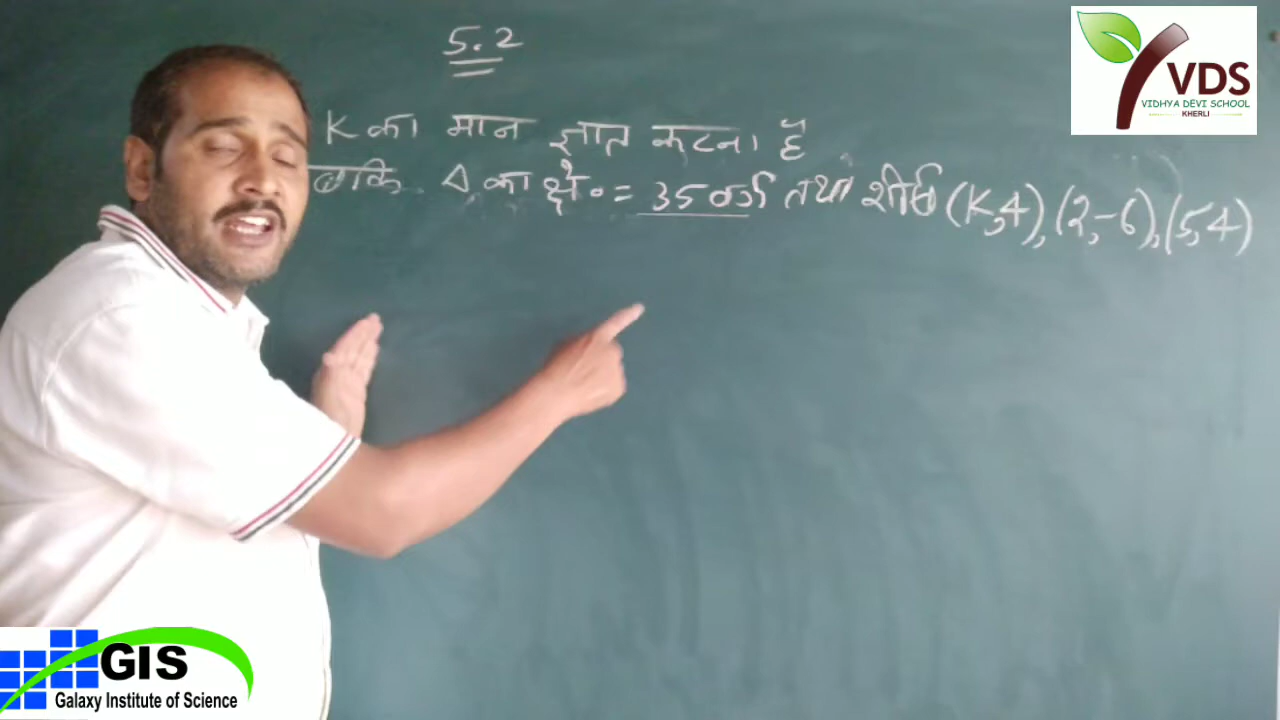 5.2
K का मान ज्ञात करना है
जबकि Δ का क्षे० = 35 वर्ग तथा शीर्ष (K,4), (2,-6), (5,4)
VDS
VIDHYA DEVI SCHOOL
KHERLI
GIS
Galaxy Institute of Science